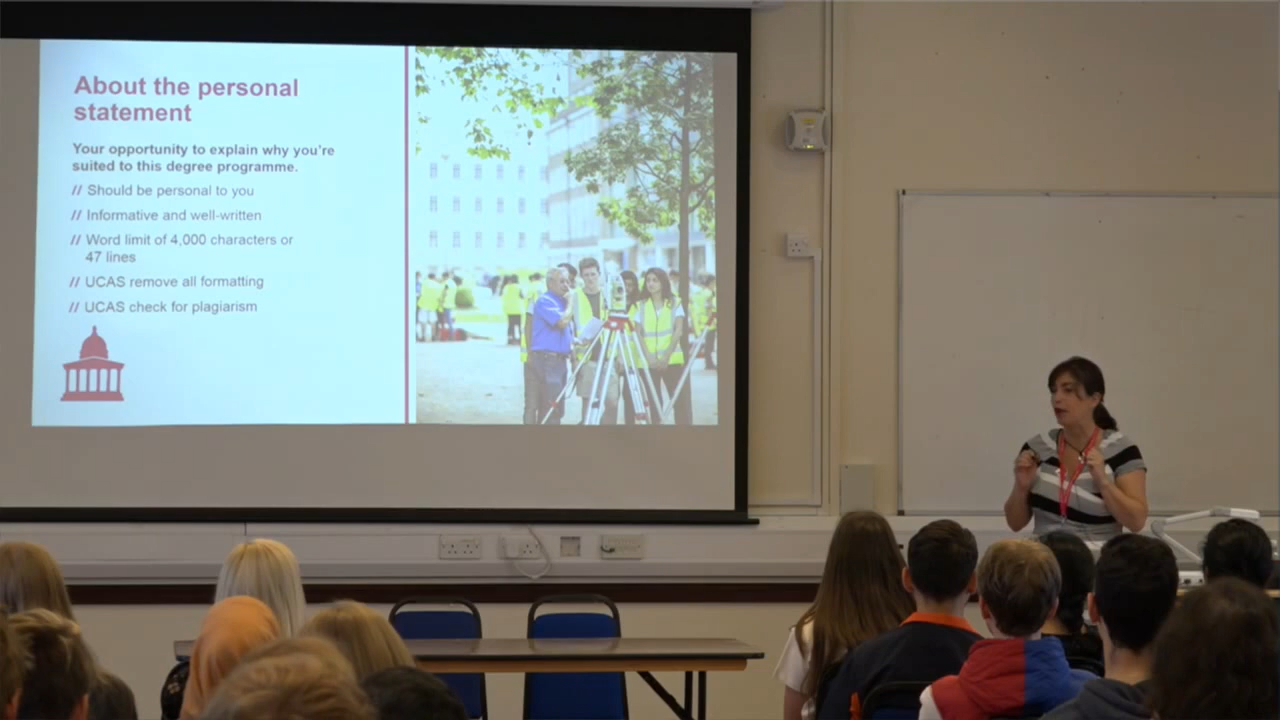 About the personal
statement
Your opportunity to explain why you're
suited to this degree programme.
// Should be personal to you
// Informative and well-written
// Word limit of 4,000 characters or
47 lines
// UCAS remove all formatting
// UCAS check for plagiarism